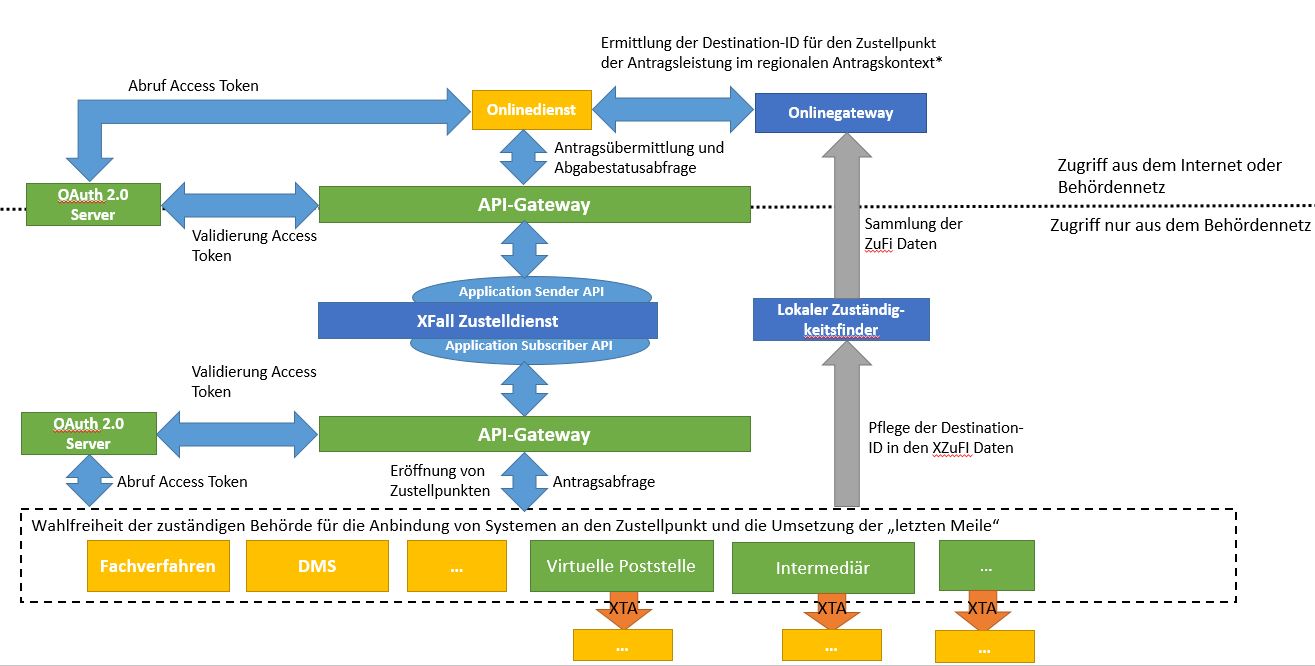 Ermittlung der Destination-ID für den Zustellpunkt
der Antragsleistung im regionalen Antragskontext*
Abruf Access Token
Onlinedienst
Onlinegateway
Antragsübermittlung und
Abgabestatusabfrage
Zugriff aus dem Internet oder
Behördennetz
OAuth 2.0
Server
API-Gateway
Zugriff nur aus dem Behördennetz
Validierung Access
Token
Sammlung der
ZuFi Daten
Application Sender API
XFall Zustelldienst
Application Subscriber API
Lokaler Zuständig-
keitsfinder
Validierung Access
Token
OAuth 2.0
Server
API-Gateway
Pflege der Destination-
ID in den XZuFI Daten
Abruf Access Token
Eröffnung von
Zustellpunkten
Antragsabfrage
Wahlfreiheit der zuständigen Behörde für die Anbindung von Systemen an den Zustellpunkt und die Umsetzung der „letzten Meile“
Fachverfahren
DMS
...
Virtuelle Poststelle
Intermediär
...
XTA
XTA
XTA
...
...
...